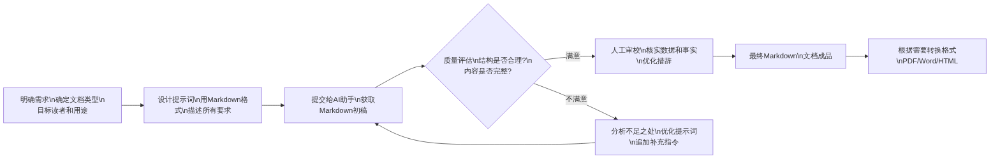 明确需求\n确定文档类型\n
目标读者和用途
设计提示词\n用Markdown格
式\n描述所有要求
提交给AI助手\n获取
Markdown初稿
质量评估\n结构是否合理?\n
内容是否完整?
满意
不满意
人工审校\n核实数据和事实
\n优化措辞
分析不足之处\n优化提示词
\n追加补充指令
最终Markdown\n文档成品
根据需要转换格式
\nPDF/Word/HTML